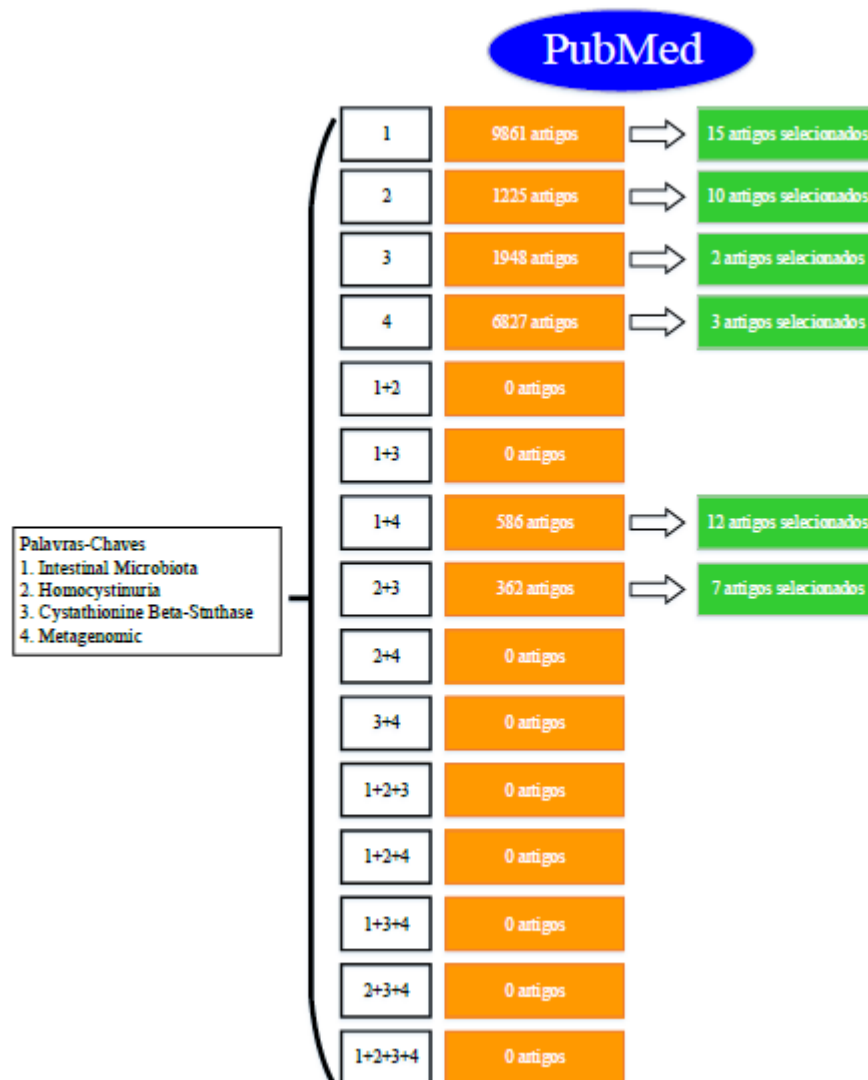 PubMed
1 9861 artigos 15 artigos selecionados
2 1225 artigos 10 artigos selecionados
3 1948 artigos 2 artigos selecionados
4 6827 artigos 3 artigos selecionados
1+2 0 artigos
1+3 0 artigos
1+4 586 artigos 12 artigos selecionados
2+3 362 artigos 7 artigos selecionados
2+4 0 artigos
3+4 0 artigos
1+2+3 0 artigos
1+2+4 0 artigos
1+3+4 0 artigos
2+3+4 0 artigos
1+2+3+4 0 artigos
Palavras-Chaves
1. Intestinal Microbiota
2. Homocystinuria
3. Cystathionine Beta-Stnthase
4. Metagenomic